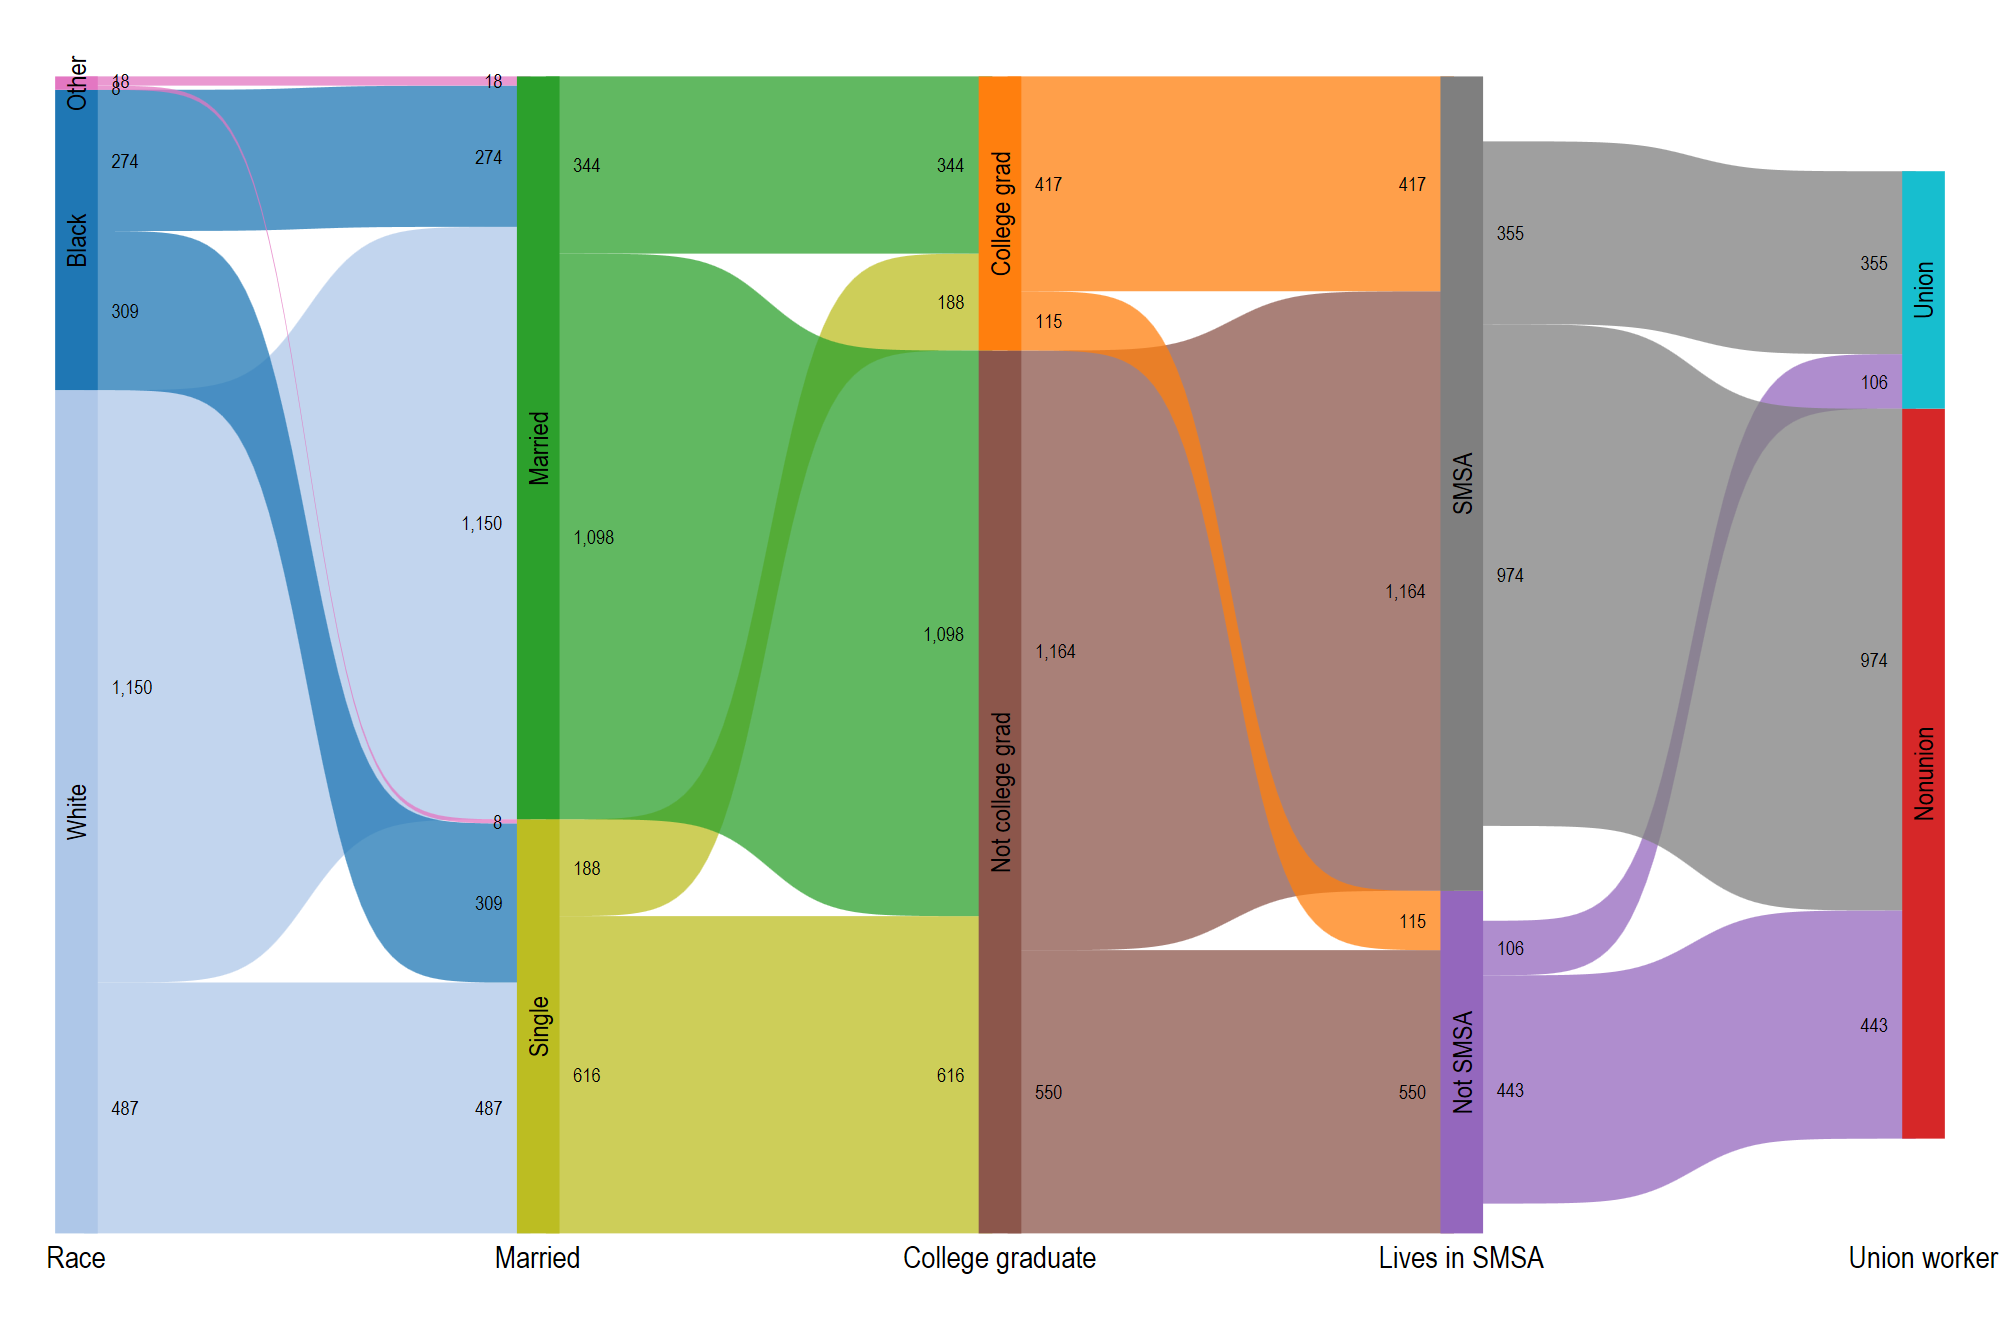 Other
Black
White
18
8
274
309
1,150
487
18
274
1,150
8
309
487
Married
Single
344
1,098
188
616
344
188
1,098
616
College grad
Not college grad
417
115
1,164
550
417
1,164
115
550
SMSA
Not SMSA
355
974
106
443
355
106
974
443
Union
Nonunion
Race
Married
College graduate
Lives in SMSA
Union worker